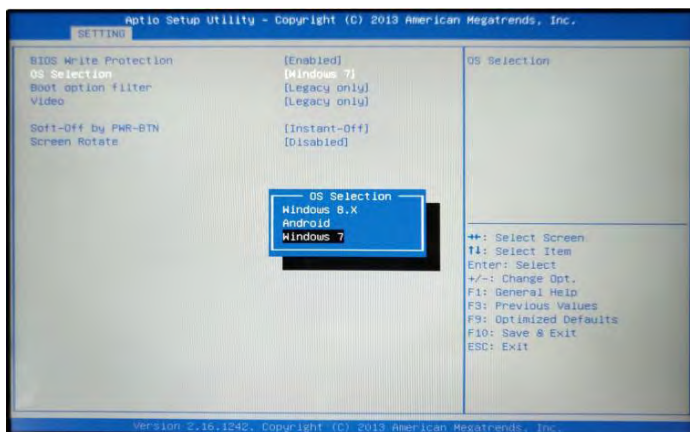 Aptio Setup Utility – Copyright (C) 2013 American Megatrends, Inc.
SETTING
BIOS Write Protection [Enabled] OS Selection
OS Selection [Windows 7]
Boot option filter [Legacy only]
Video [Legacy only]
Soft-Off by PWR-BTN [Instant-Off]
Screen Rotate [Disabled]
OS Selection
Windows 8.X
Android
Windows 7
↔: Select Screen
↑↓: Select Item
Enter: Select
+/-: Change Opt.
F1: General Help
F3: Previous Values
F9: Optimized Defaults
F10: Save & Exit
ESC: Exit
Version 2.16.1242. Copyright (C) 2013 American Megatrends, Inc.